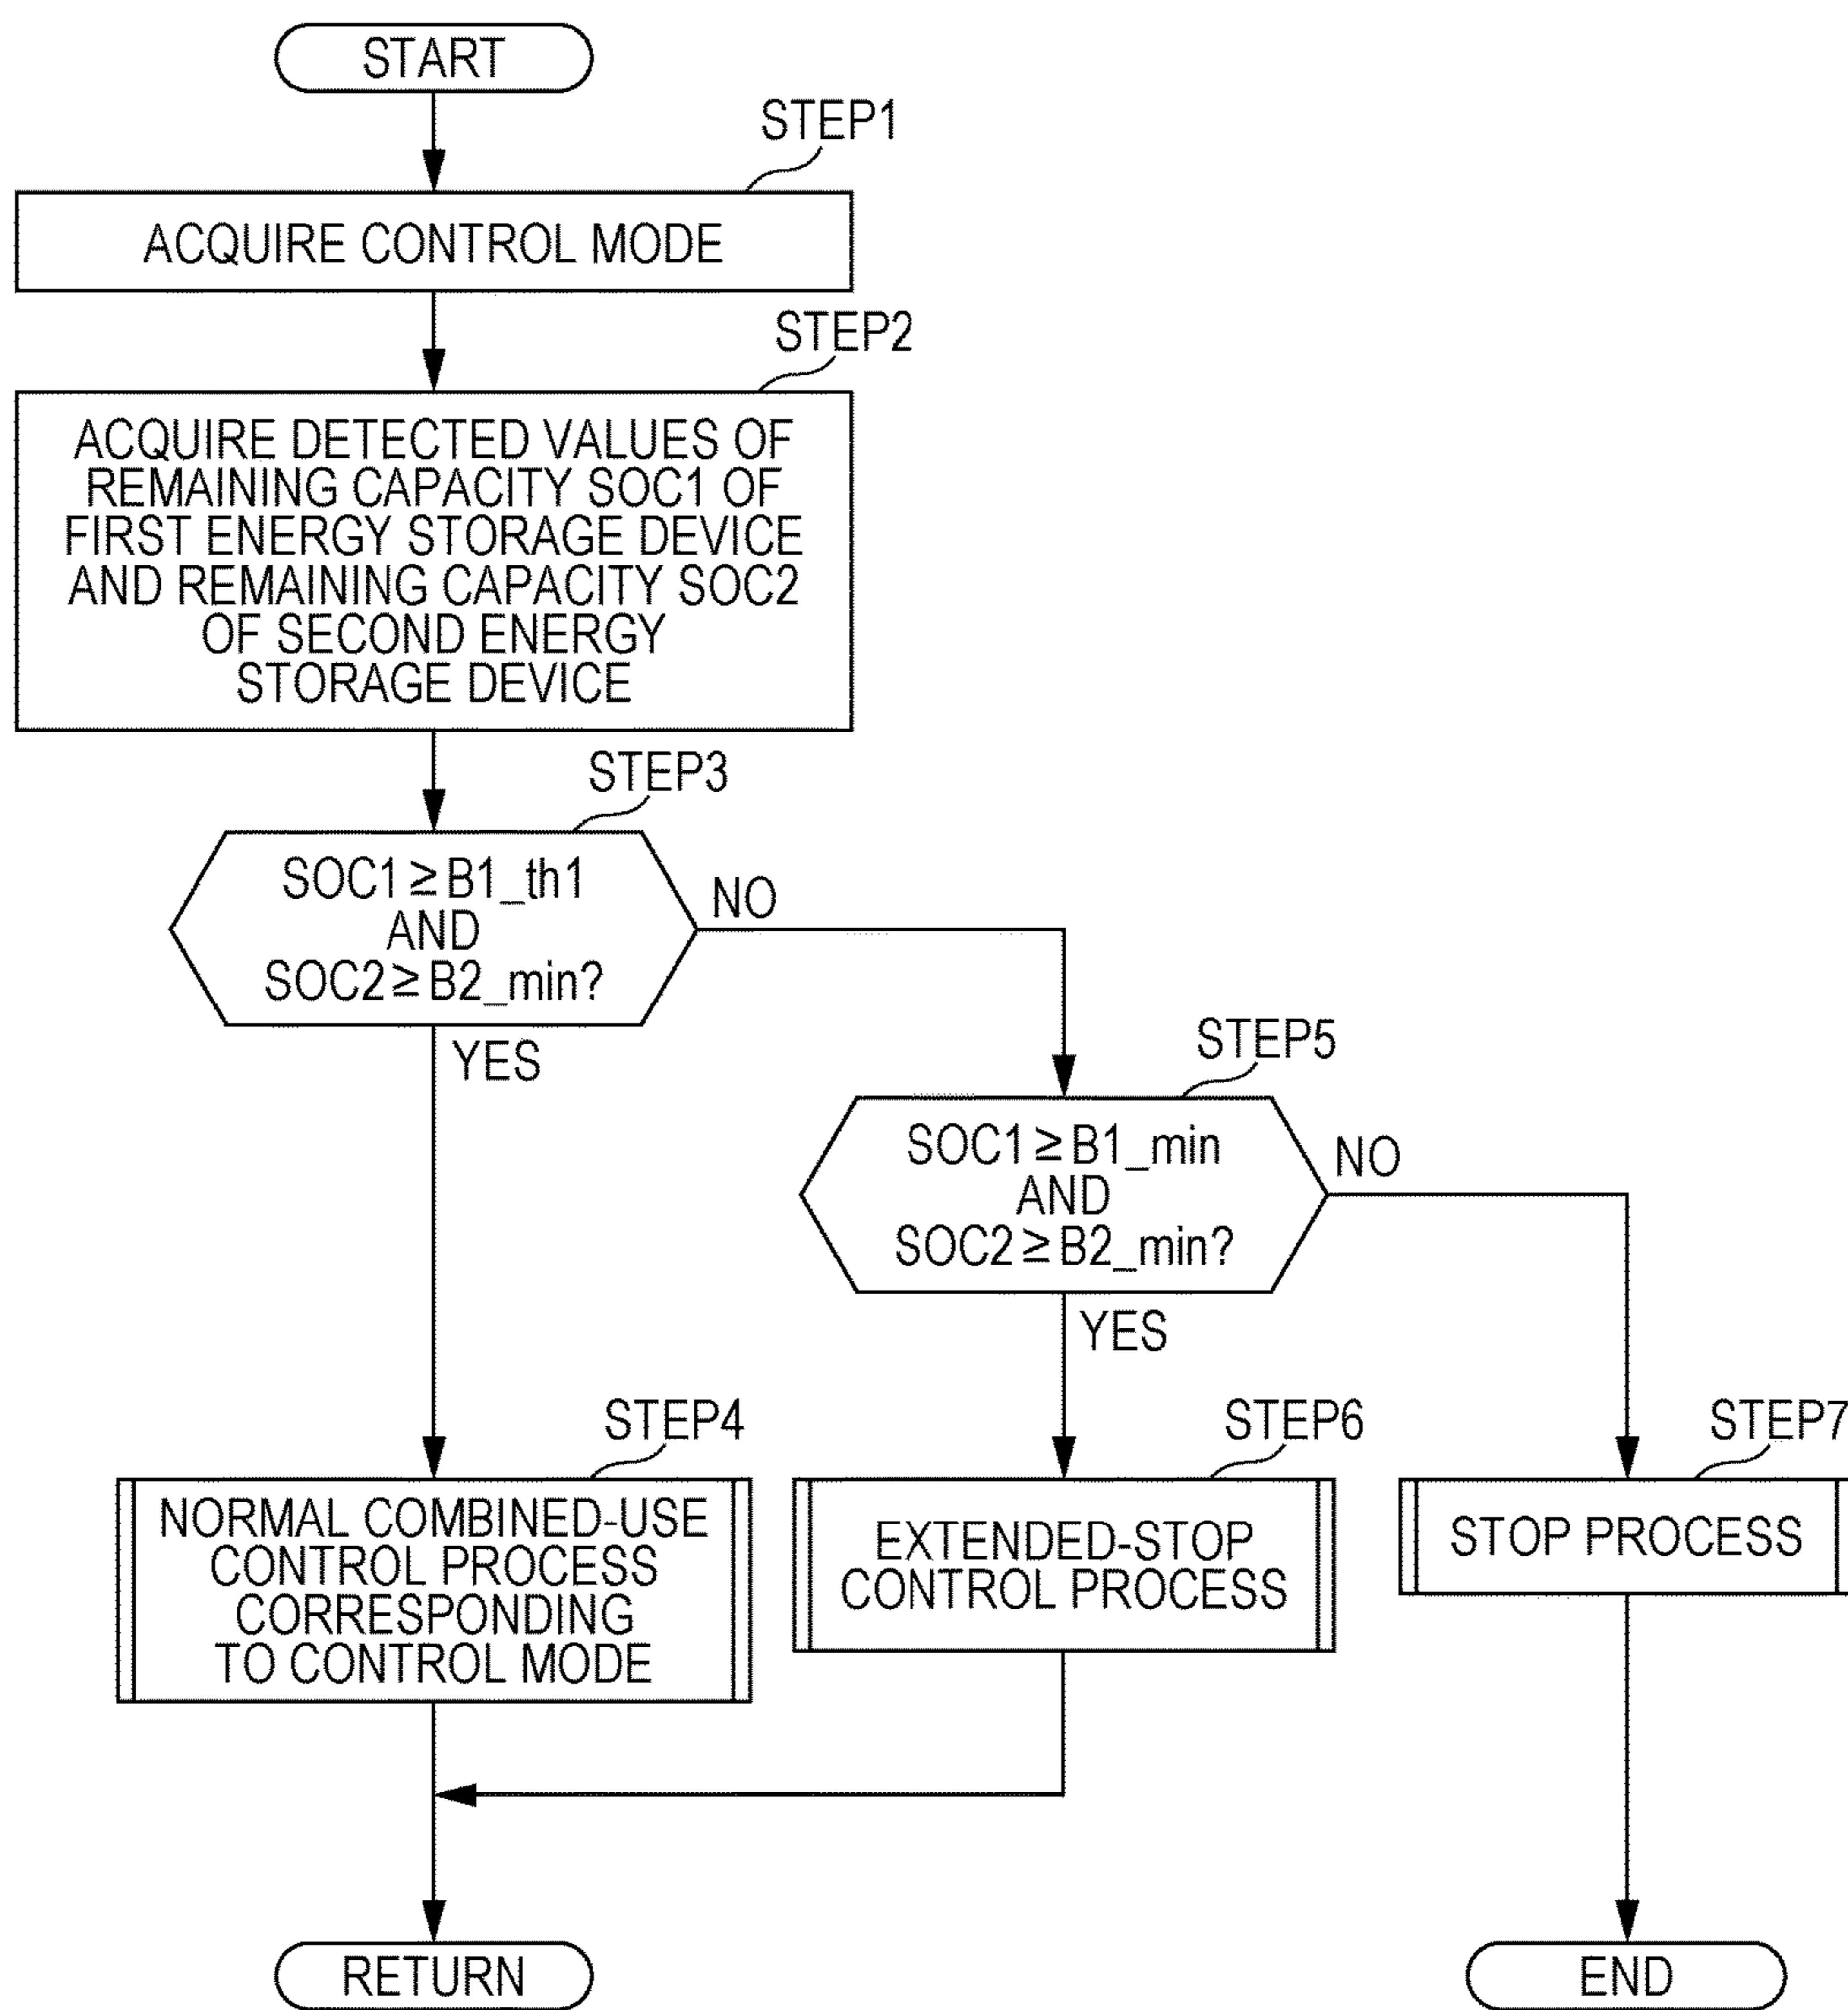 START
STEP1
ACQUIRE CONTROL MODE
STEP2
ACQUIRE DETECTED VALUES OF
REMAINING CAPACITY SOC1 OF
FIRST ENERGY STORAGE DEVICE
AND REMAINING CAPACITY SOC2
OF SECOND ENERGY
STORAGE DEVICE
STEP3
SOC1 ≥ B1_th1
AND
SOC2 ≥ B2_min?
NO
YES
STEP5
SOC1 ≥ B1_min
AND
SOC2 ≥ B2_min?
NO
YES
STEP4
NORMAL COMBINED-USE
CONTROL PROCESS
CORRESPONDING
TO CONTROL MODE
STEP6
EXTENDED-STOP
CONTROL PROCESS
STEP7
STOP PROCESS
RETURN
END